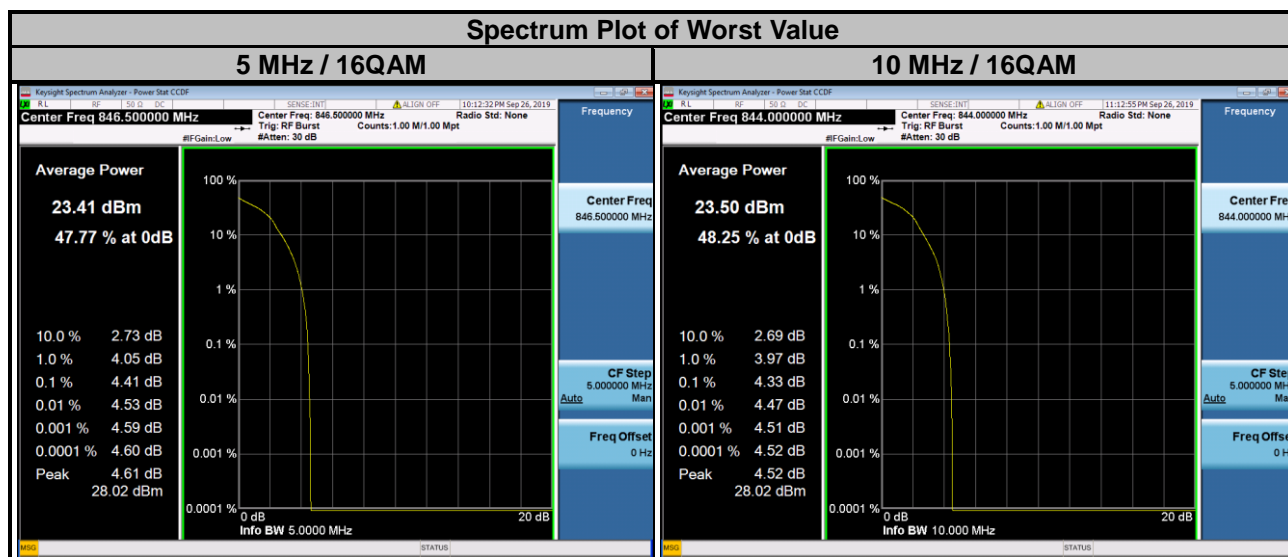 Spectrum Plot of Worst Value
5 MHz / 16QAM
10 MHz / 16QAM
Keysight Spectrum Analyzer - Power Stat CCDF
RL RF 50 Ω DC SENSE:INT ALIGN OFF 10:12:32 PM Sep 26, 2019
Center Freq 846.500000 MHz
Center Freq: 846.500000 MHz Radio Std: None
Trig: RF Burst Counts:1.00 M/1.00 Mpt
#IFGain:Low #Atten: 30 dB
Average Power
23.41 dBm
47.77 % at 0dB
10.0 % 2.73 dB
1.0 % 4.05 dB
0.1 % 4.41 dB
0.01 % 4.53 dB
0.001 % 4.59 dB
0.0001 % 4.60 dB
Peak 4.61 dB
28.02 dBm
100 %
10 %
1 %
0.1 %
0.01 %
0.001 %
0.0001 %
0 dB 20 dB
Info BW 5.0000 MHz
Frequency
Center Freq
846.500000 MHz
CF Step
5.000000 MHz
Auto Man
Freq Offset
0 Hz
MSG STATUS
Keysight Spectrum Analyzer - Power Stat CCDF
RL RF 50 Ω DC SENSE:INT ALIGN OFF 11:12:55 PM Sep 26, 2019
Center Freq 844.000000 MHz
Center Freq: 844.000000 MHz Radio Std: None
Trig: RF Burst Counts:1.00 M/1.00 Mpt
#IFGain:Low #Atten: 30 dB
Average Power
23.50 dBm
48.25 % at 0dB
10.0 % 2.69 dB
1.0 % 3.97 dB
0.1 % 4.33 dB
0.01 % 4.47 dB
0.001 % 4.51 dB
0.0001 % 4.52 dB
Peak 4.52 dB
28.02 dBm
100 %
10 %
1 %
0.1 %
0.01 %
0.001 %
0.0001 %
0 dB 20 dB
Info BW 10.000 MHz
Frequency
Center Fre
844.000000 MH
CF Ste
5.000000 MH
Auto Ma
Freq Offse
0 H
MSG STATUS